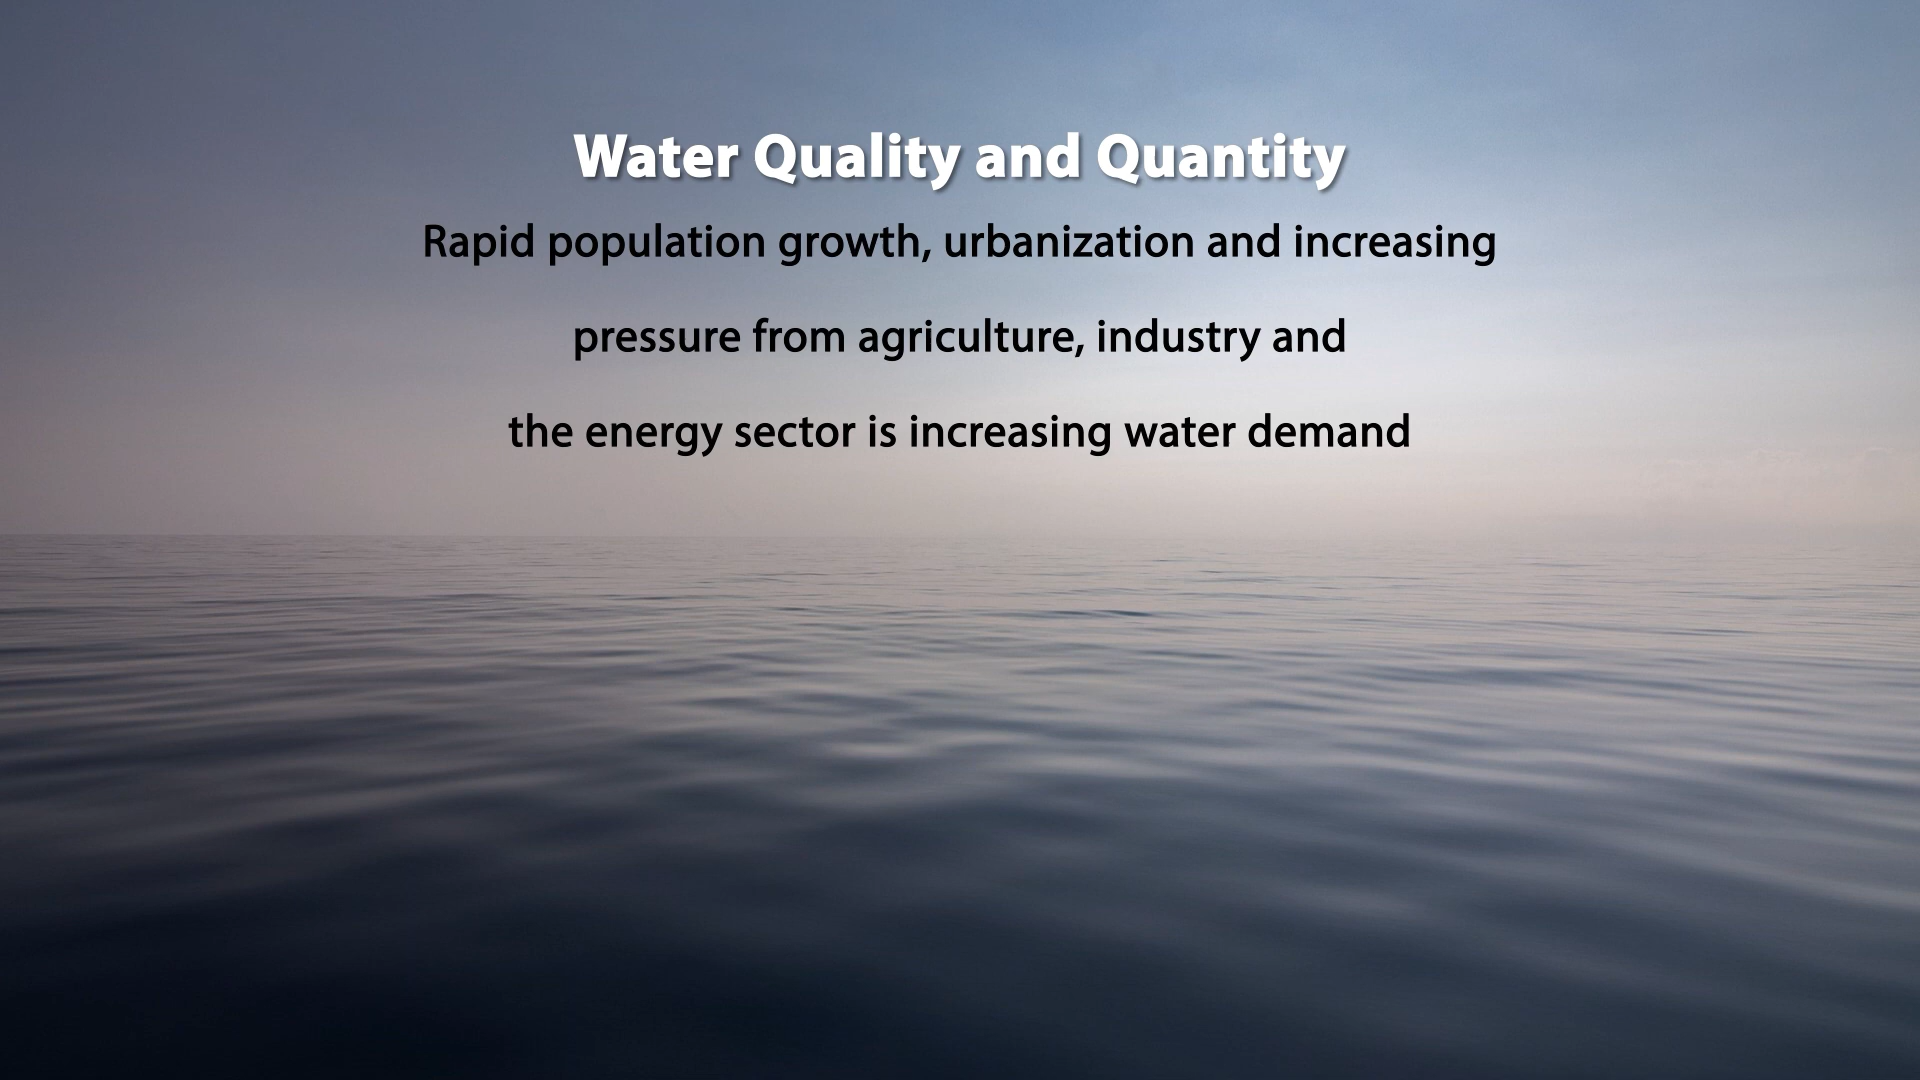 Water Quality and Quantity
Rapid population growth, urbanization and increasing
pressure from agriculture, industry and
the energy sector is increasing water demand